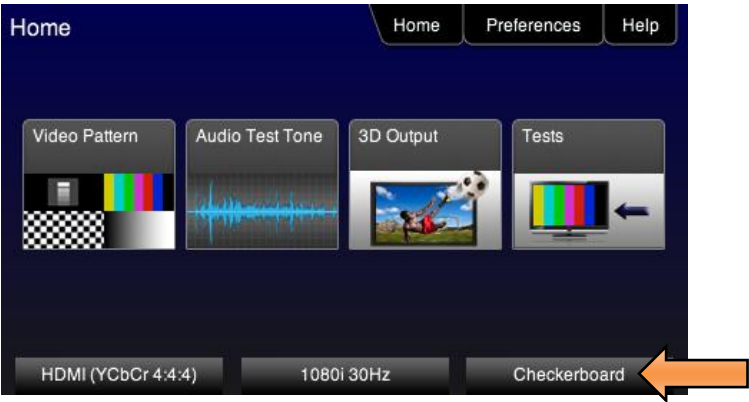 Home
Home Preferences Help
Video Pattern
Audio Test Tone
3D Output
Tests
HDMI (YCbCr 4:4:4)
1080i 30Hz
Checkerboard